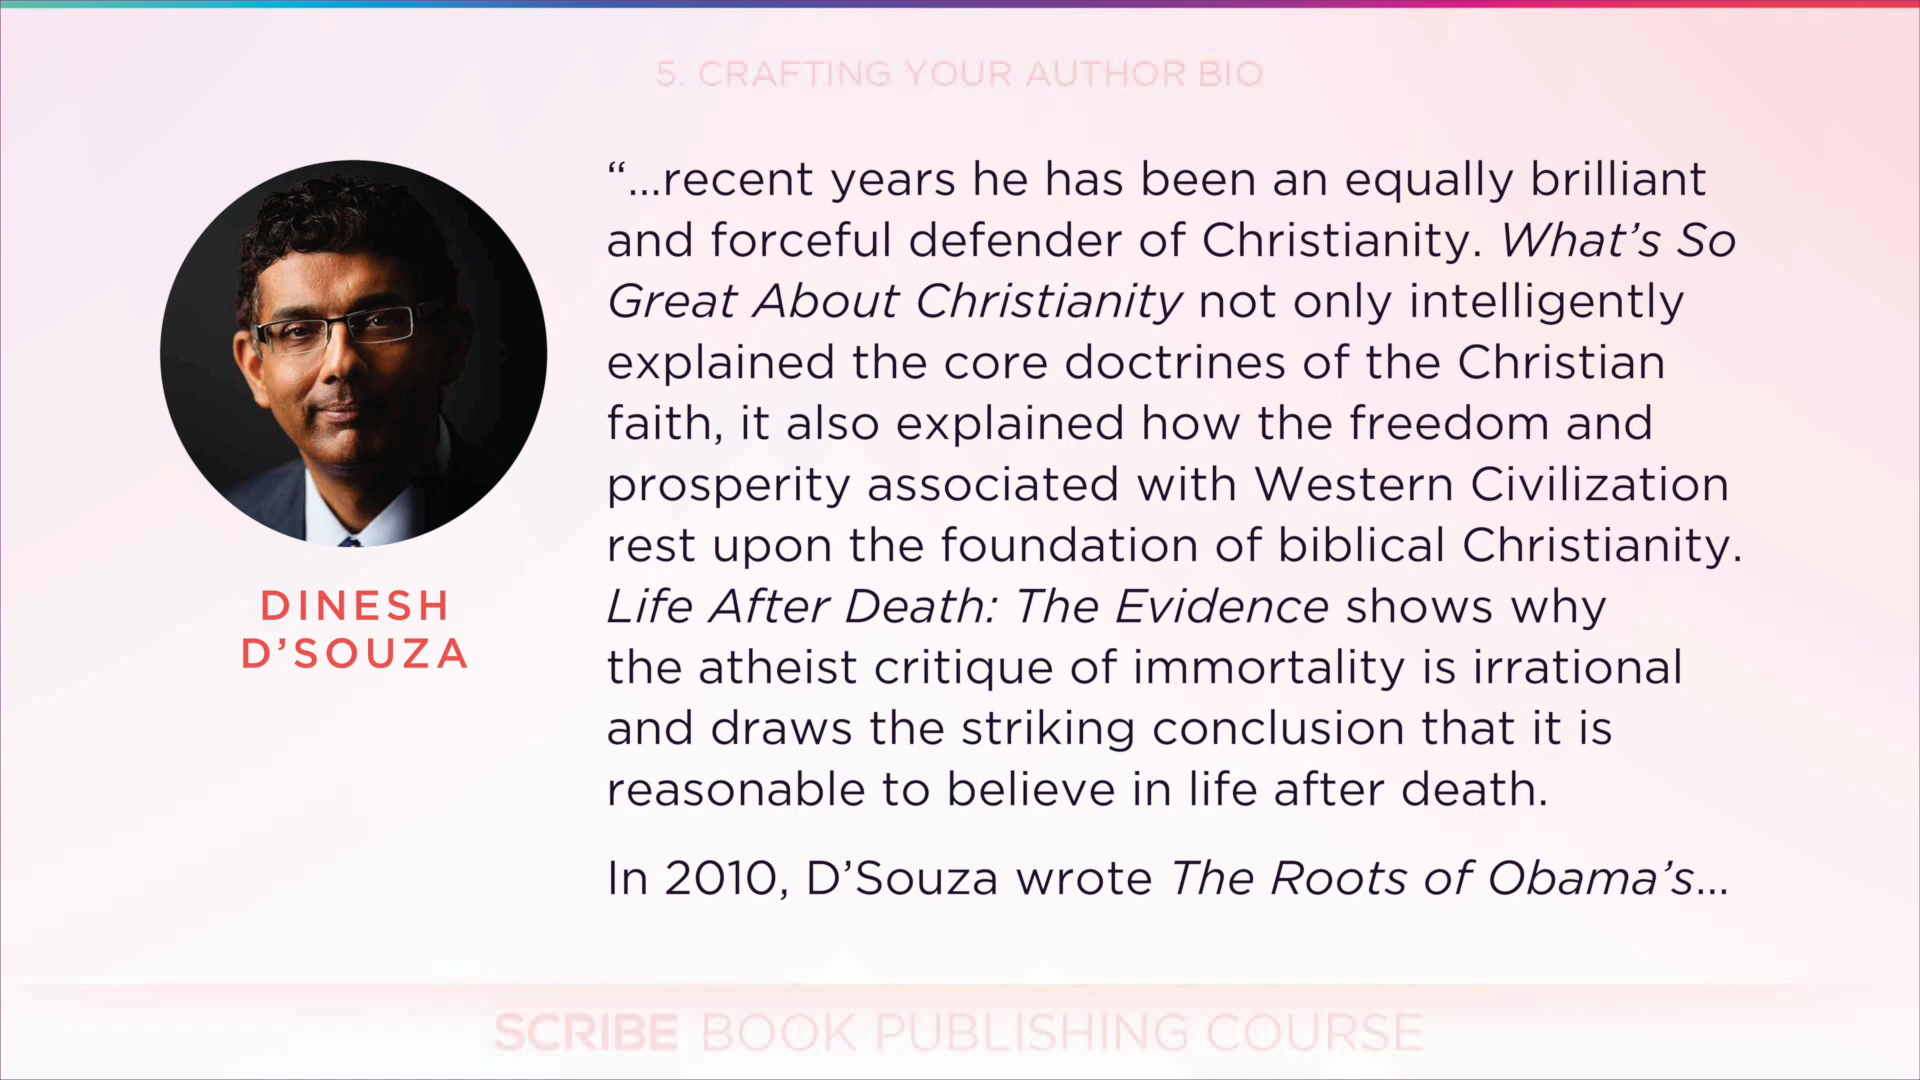 5. CRAFTING YOUR AUTHOR BIO
DINESH
D’SOUZA
“...recent years he has been an equally brilliant
and forceful defender of Christianity. What’s So
Great About Christianity not only intelligently
explained the core doctrines of the Christian
faith, it also explained how the freedom and
prosperity associated with Western Civilization
rest upon the foundation of biblical Christianity.
Life After Death: The Evidence shows why
the atheist critique of immortality is irrational
and draws the striking conclusion that it is
reasonable to believe in life after death.
In 2010, D’Souza wrote The Roots of Obama’s...
SCRIBE BOOK PUBLISHING COURSE